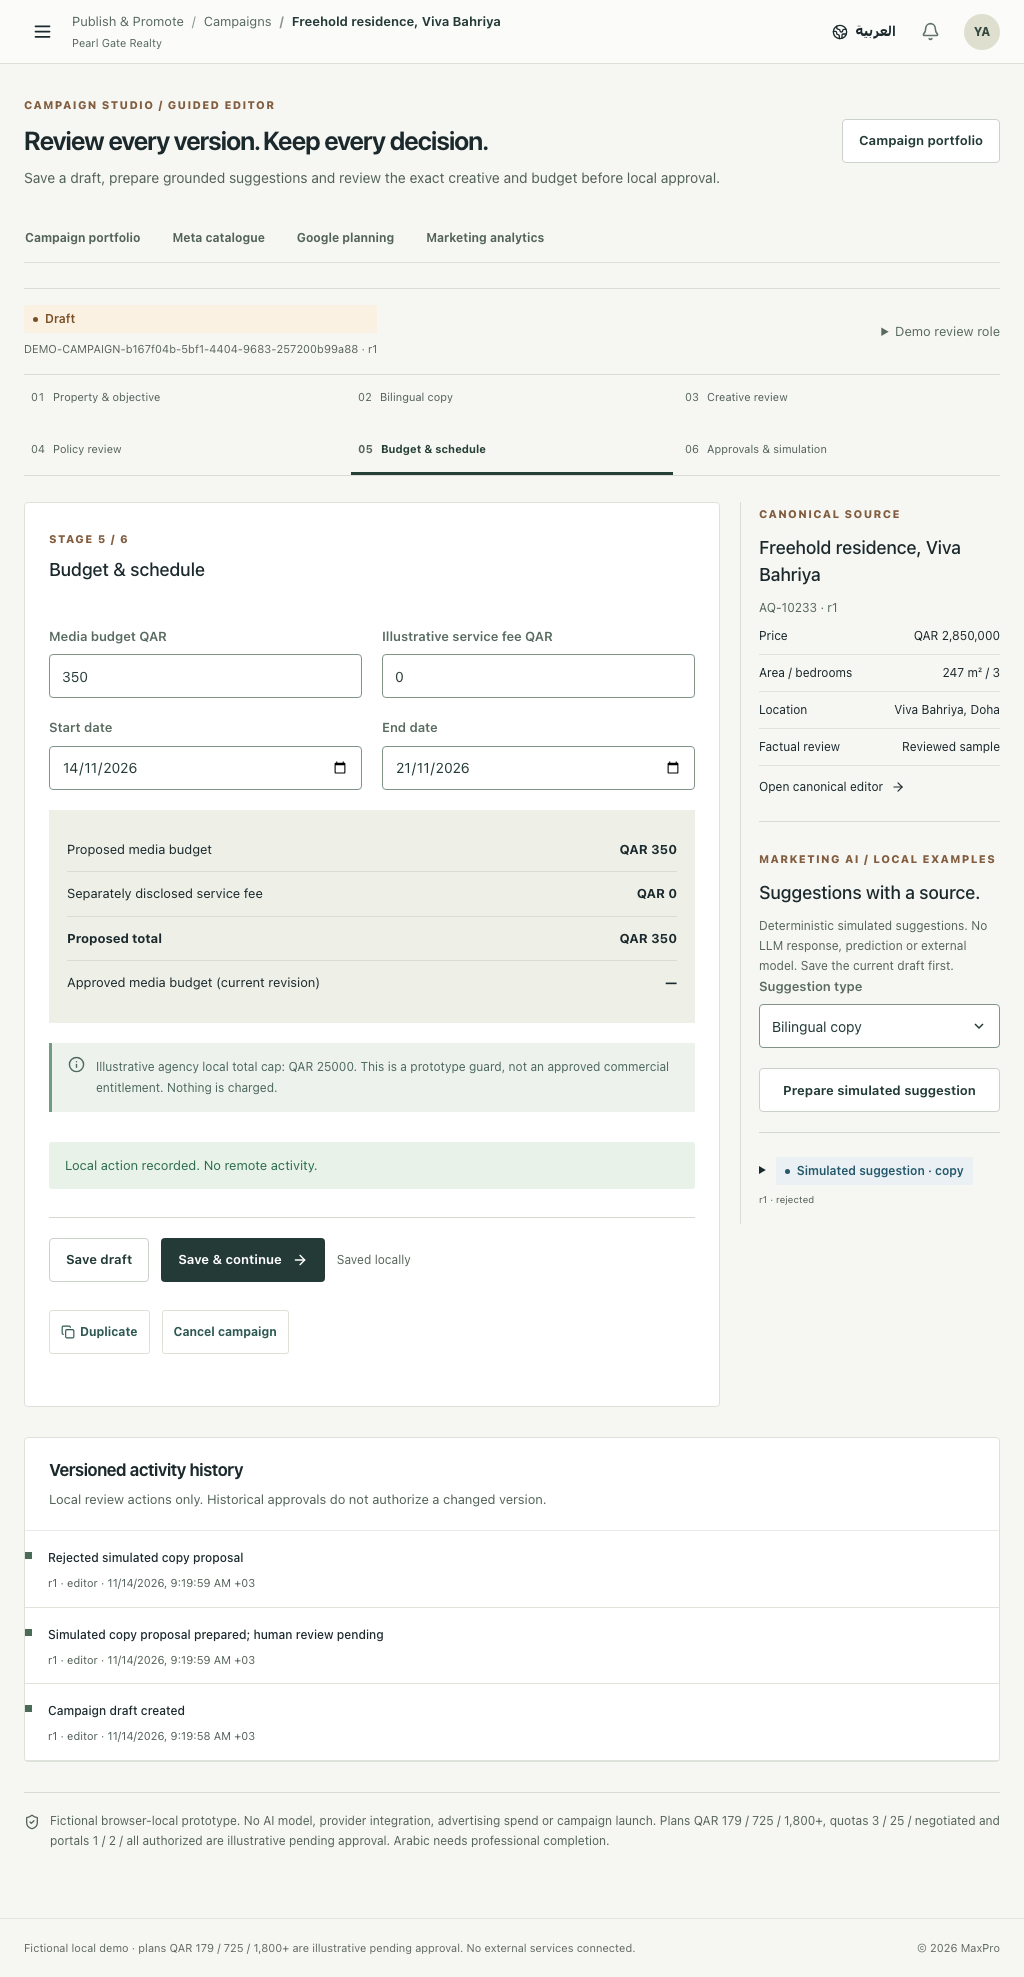 Publish & Promote / Campaigns / Freehold residence, Viva Bahriya
Pearl Gate Realty
العربية
YA
CAMPAIGN STUDIO / GUIDED EDITOR
Review every version. Keep every decision.
Save a draft, prepare grounded suggestions and review the exact creative and budget before local approval.
Campaign portfolio
Campaign portfolio Meta catalogue Google planning Marketing analytics
Draft
DEMO-CAMPAIGN-b167f04b-5bf1-4404-9683-257200b99a88 · r1
Demo review role
01 Property & objective
02 Bilingual copy
03 Creative review
04 Policy review
05 Budget & schedule
06 Approvals & simulation
STAGE 5 / 6
Budget & schedule
Media budget QAR
350
Illustrative service fee QAR
0
Start date
14/11/2026
End date
21/11/2026
Proposed media budget QAR 350
Separately disclosed service fee QAR 0
Proposed total QAR 350
Approved media budget (current revision) —
Illustrative agency local total cap: QAR 25000. This is a prototype guard, not an approved commercial
entitlement. Nothing is charged.
Local action recorded. No remote activity.
Save draft
Save & continue
Saved locally
Duplicate
Cancel campaign
CANONICAL SOURCE
Freehold residence, Viva
Bahriya
AQ-10233 · r1
Price QAR 2,850,000
Area / bedrooms 247 m² / 3
Location Viva Bahriya, Doha
Factual review Reviewed sample
Open canonical editor
MARKETING AI / LOCAL EXAMPLES
Suggestions with a source.
Deterministic simulated suggestions. No
LLM response, prediction or external
model. Save the current draft first.
Suggestion type
Bilingual copy
Prepare simulated suggestion
Simulated suggestion · copy
r1 · rejected
Versioned activity history
Local review actions only. Historical approvals do not authorize a changed version.
Rejected simulated copy proposal
r1 · editor · 11/14/2026, 9:19:59 AM +03
Simulated copy proposal prepared; human review pending
r1 · editor · 11/14/2026, 9:19:59 AM +03
Campaign draft created
r1 · editor · 11/14/2026, 9:19:58 AM +03
Fictional browser-local prototype. No AI model, provider integration, advertising spend or campaign launch. Plans QAR 179 / 725 / 1,800+, quotas 3 / 25 / negotiated and
portals 1 / 2 / all authorized are illustrative pending approval. Arabic needs professional completion.
Fictional local demo · plans QAR 179 / 725 / 1,800+ are illustrative pending approval. No external services connected.
© 2026 MaxPro